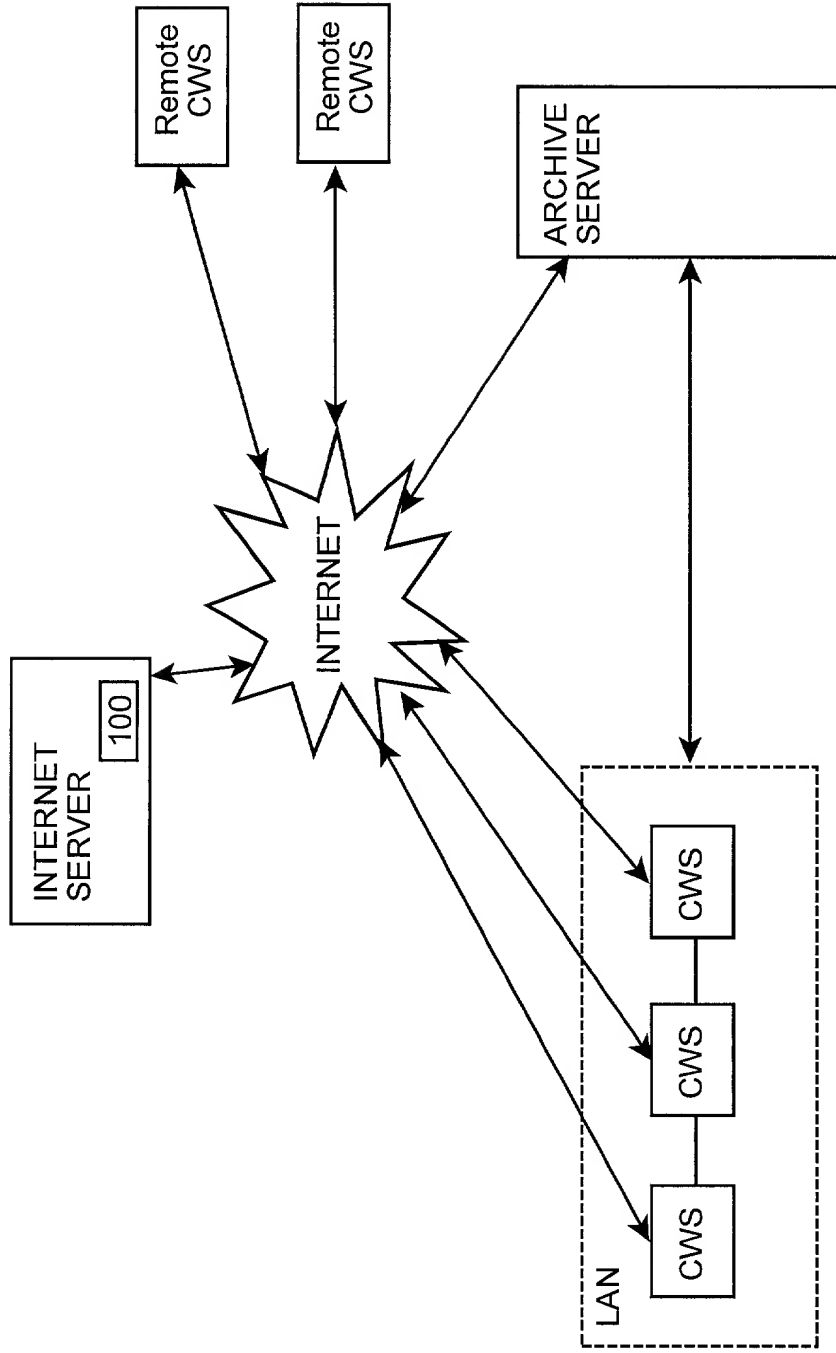 INTERNET
SERVER
100
Remote
CWS
Remote
CWS
INTERNET
ARCHIVE
SERVER
LAN
CWS
CWS
CWS